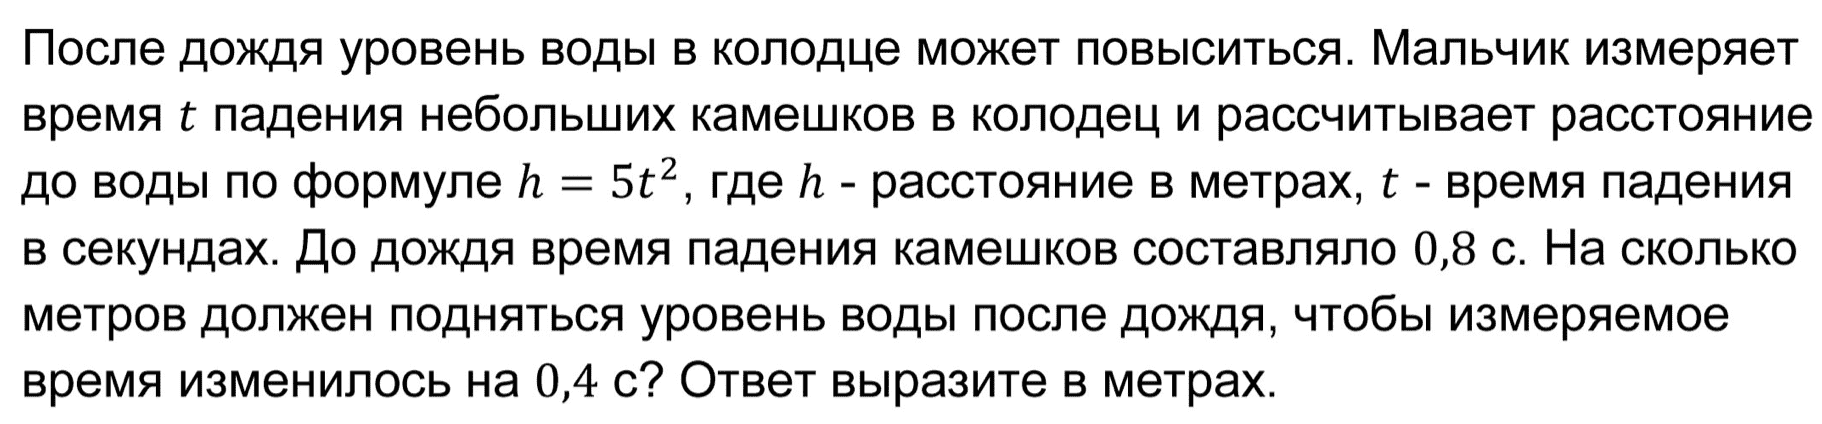 После дождя уровень воды в колодце может повыситься. Мальчик измеряет
время t падения небольших камешков в колодец и рассчитывает расстояние
до воды по формуле h = 5t², где h - расстояние в метрах, t - время падения
в секундах. До дождя время падения камешков составляло 0,8 с. На сколько
метров должен подняться уровень воды после дождя, чтобы измеряемое
время изменилось на 0,4 с? Ответ выразите в метрах.